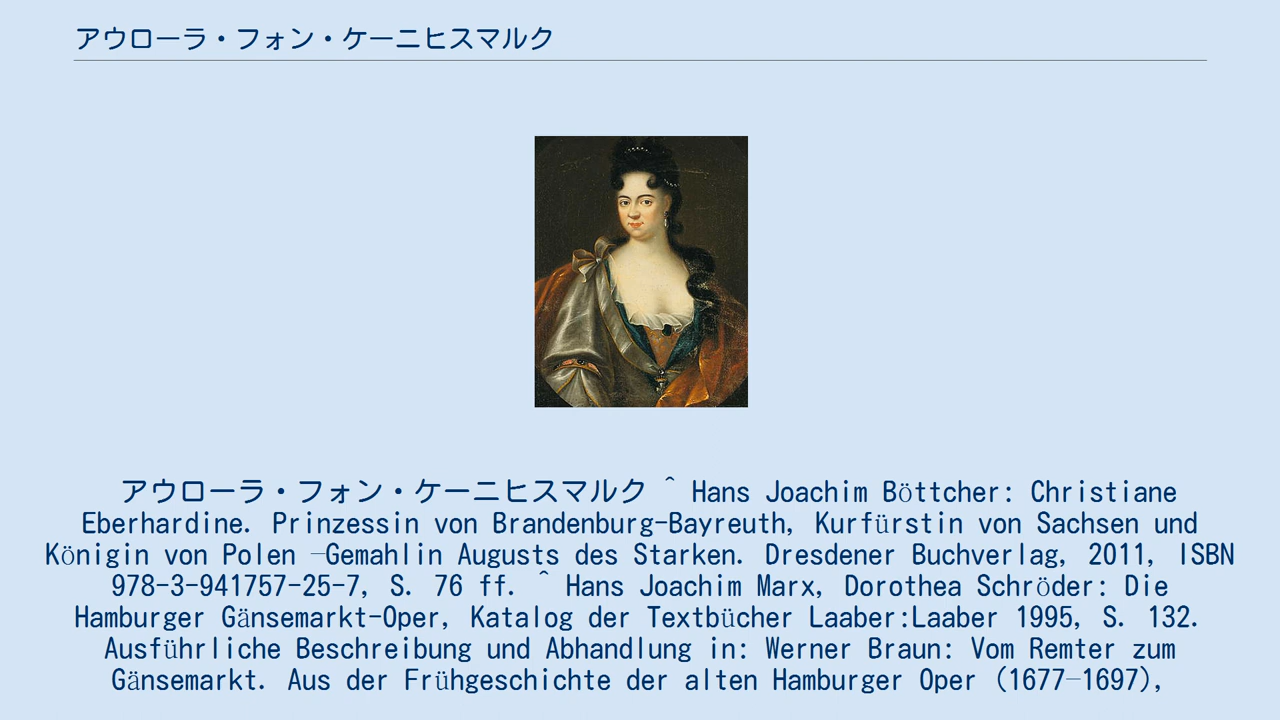 アウローラ・フォン・ケーニヒスマルク
アウローラ・フォン・ケーニヒスマルク ^ Hans Joachim Böttcher: Christiane
Eberhardine. Prinzessin von Brandenburg-Bayreuth, Kurfürstin von Sachsen und
Königin von Polen –Gemahlin Augusts des Starken. Dresdener Buchverlag, 2011, ISBN
978-3-941757-25-7, S. 76 ff. ^ Hans Joachim Marx, Dorothea Schröder: Die
Hamburger Gänsemarkt-Oper, Katalog der Textbücher Laaber:Laaber 1995, S. 132.
Ausführliche Beschreibung und Abhandlung in: Werner Braun: Vom Remter zum
Gänsemarkt. Aus der Frühgeschichte der alten Hamburger Oper (1677–1697),